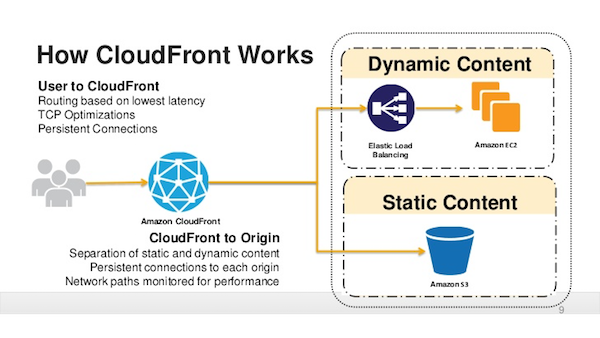 How CloudFront Works
User to CloudFront
Routing based on lowest latency
TCP Optimizations
Persistent Connections
Amazon CloudFront
CloudFront to Origin
Separation of static and dynamic content
Persistent connections to each origin
Network paths monitored for performance
Dynamic Content
Elastic Load
Balancing
Amazon EC2
Static Content
Amazon S3
9